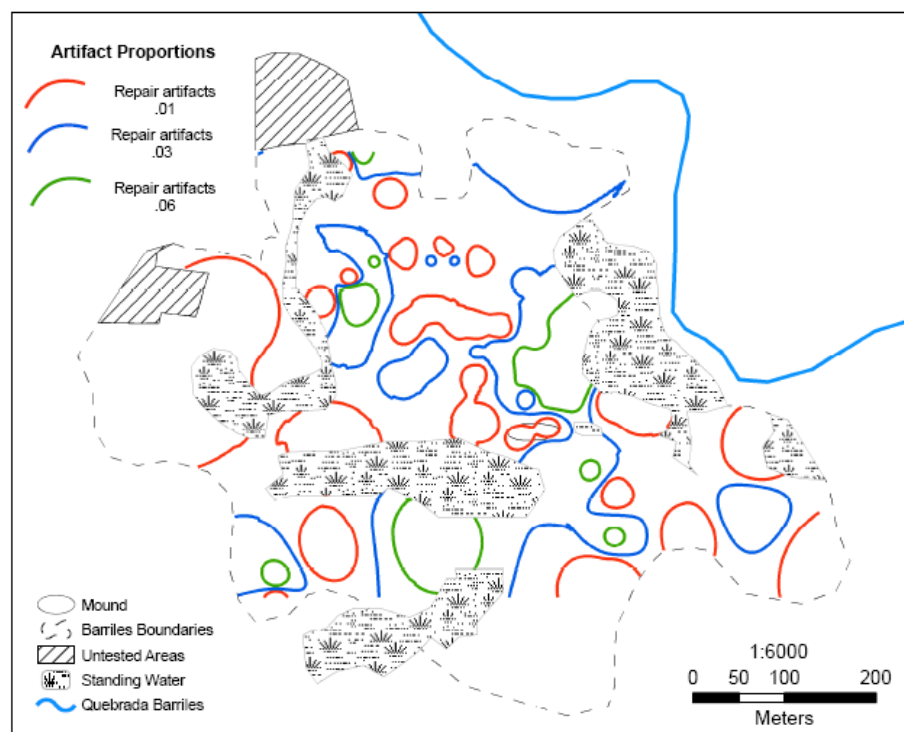 Artifact Proportions
Repair artifacts
.01
Repair artifacts
.03
Repair artifacts
.06
Mound
Barriles Boundaries
Untested Areas
Standing Water
Quebrada Barriles
1:6000
0 50 100 200
Meters